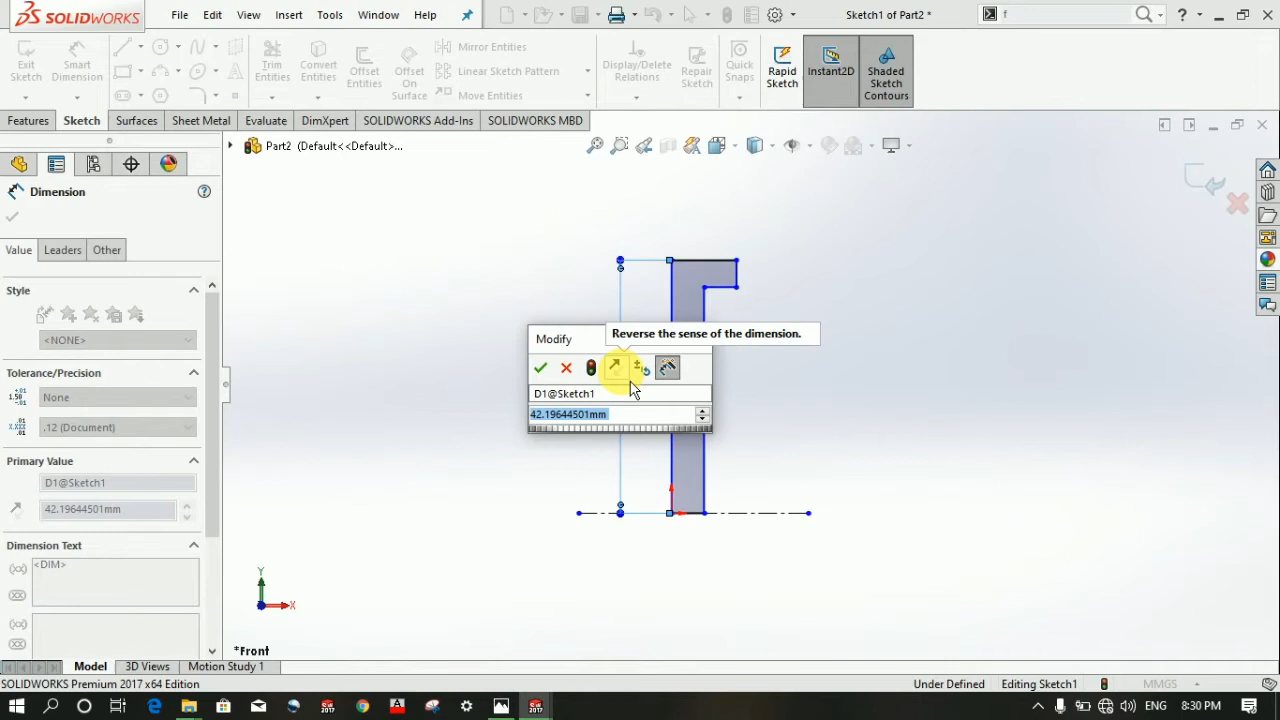 SOLIDWORKS
File Edit View Insert Tools Window Help
Sketch1 of Part2 *
f
Exit Sketch
Smart Dimension
Trim Entities
Convert Entities
Offset Entities
Offset On Surface
Mirror Entities
Linear Sketch Pattern
Move Entities
Display/Delete Relations
Repair Sketch
Quick Snaps
Rapid Sketch
Instant2D
Shaded Sketch Contours
Features Sketch Surfaces Sheet Metal Evaluate DimXpert SOLIDWORKS Add-Ins SOLIDWORKS MBD
Part2 (Default<<Default>...
Dimension
Value Leaders Other
Style
<NONE>
Tolerance/Precision
None
.12 (Document)
Primary Value
D1@Sketch1
42.19644501mm
Dimension Text
<DIM>
Modify
Reverse the sense of the dimension.
D1@Sketch1
42.19644501mm
Y
X
*Front
Model 3D Views Motion Study 1
SOLIDWORKS Premium 2017 x64 Edition
Under Defined Editing Sketch1 MMGS
ENG 8:30 PM